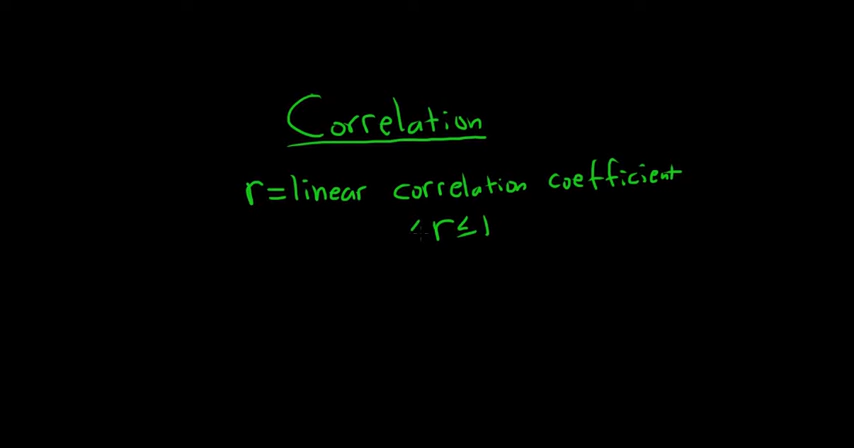 Correlation
r=linear correlation coefficient
< r ≤ 1